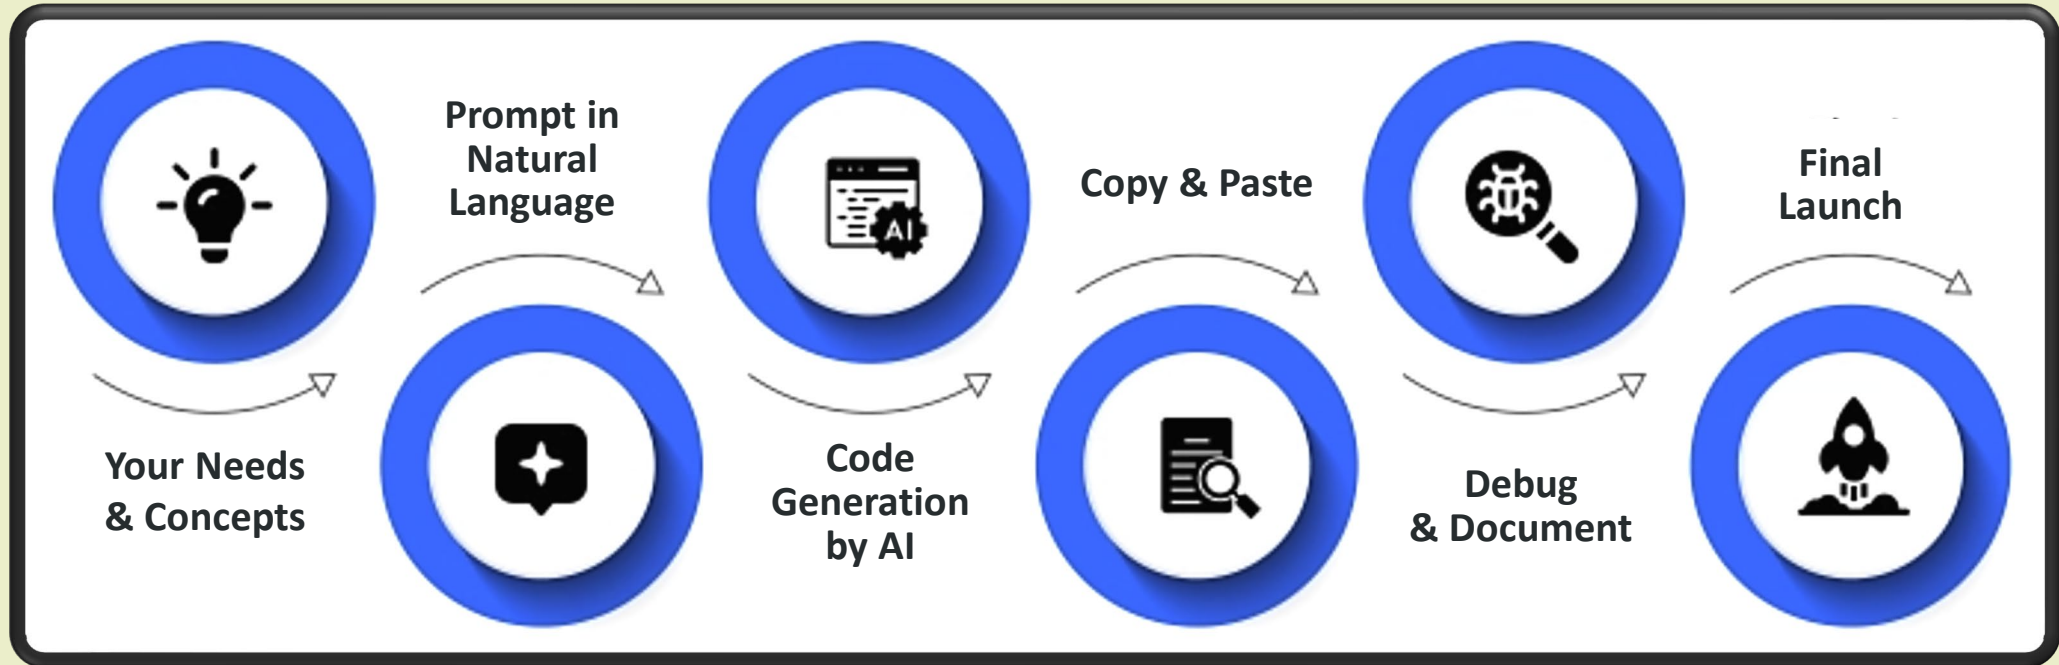 Your Needs
& Concepts
Prompt in
Natural
Language
Code
Generation
by AI
AI
Copy & Paste
Debug
& Document
Final
Launch